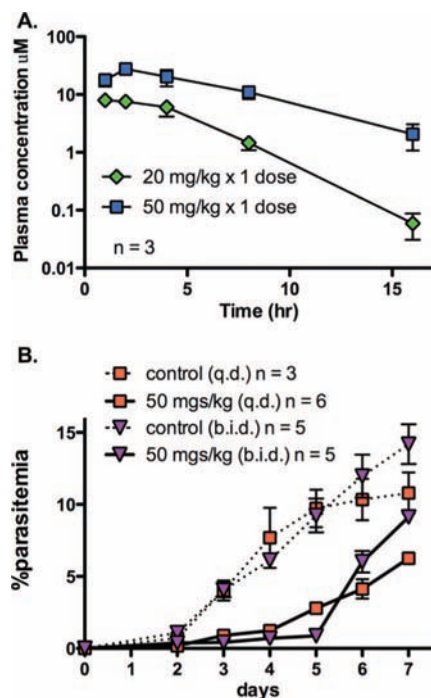 A.
Plasma concentration uM
100
10
1
0.1
0.01
20 mg/kg x 1 dose
50 mg/kg x 1 dose
n = 3
0 5 10 15
Time (hr)
B.
control (q.d.) n = 3
50 mgs/kg (q.d.) n = 6
control (b.i.d.) n = 5
50 mgs/kg (b.i.d.) n = 5
%parasitemia
15
10
5
0
0 1 2 3 4 5 6 7
days